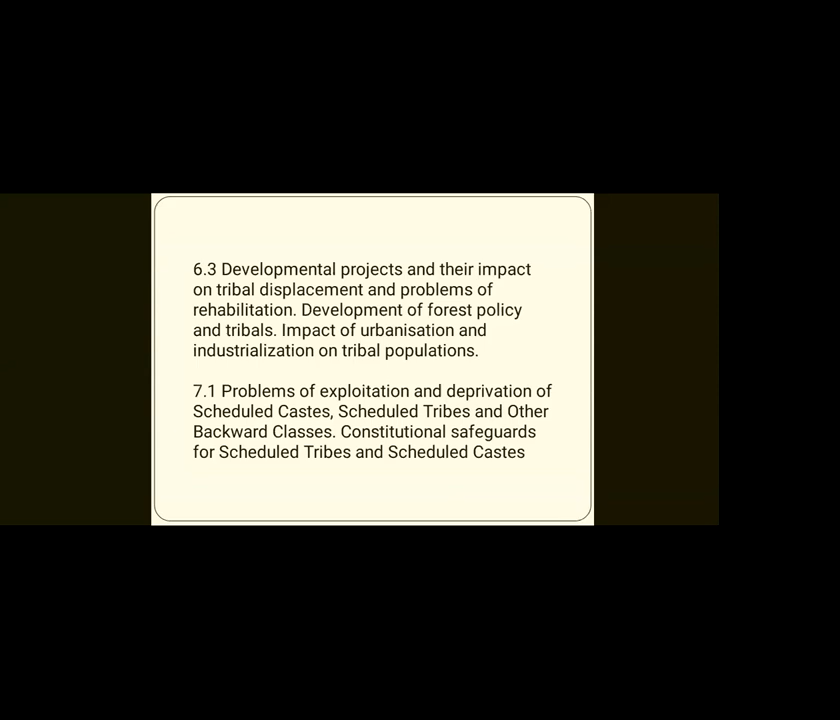 6.3 Developmental projects and their impact
on tribal displacement and problems of
rehabilitation. Development of forest policy
and tribals. Impact of urbanisation and
industrialization on tribal populations.
7.1 Problems of exploitation and deprivation of
Scheduled Castes, Scheduled Tribes and Other
Backward Classes. Constitutional safeguards
for Scheduled Tribes and Scheduled Castes